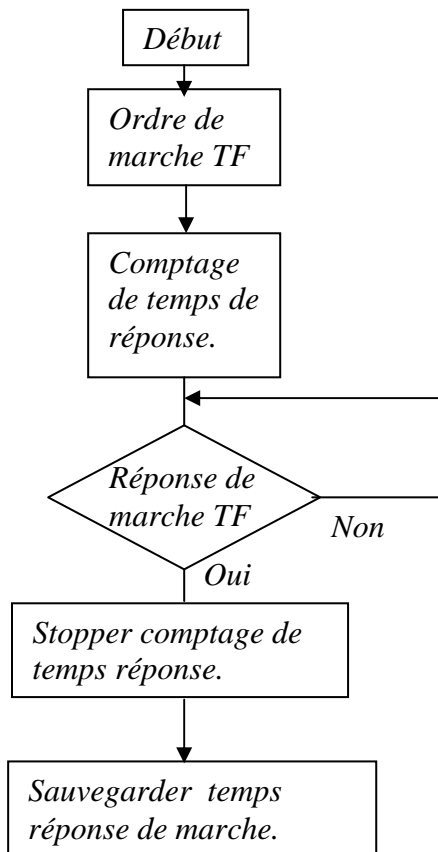 Début
Ordre de
marche TF
Comptage
de temps de
réponse.
Réponse de
marche TF
Non
Oui
Stopper comptage de
temps réponse.
Sauvegarder temps
réponse de marche.